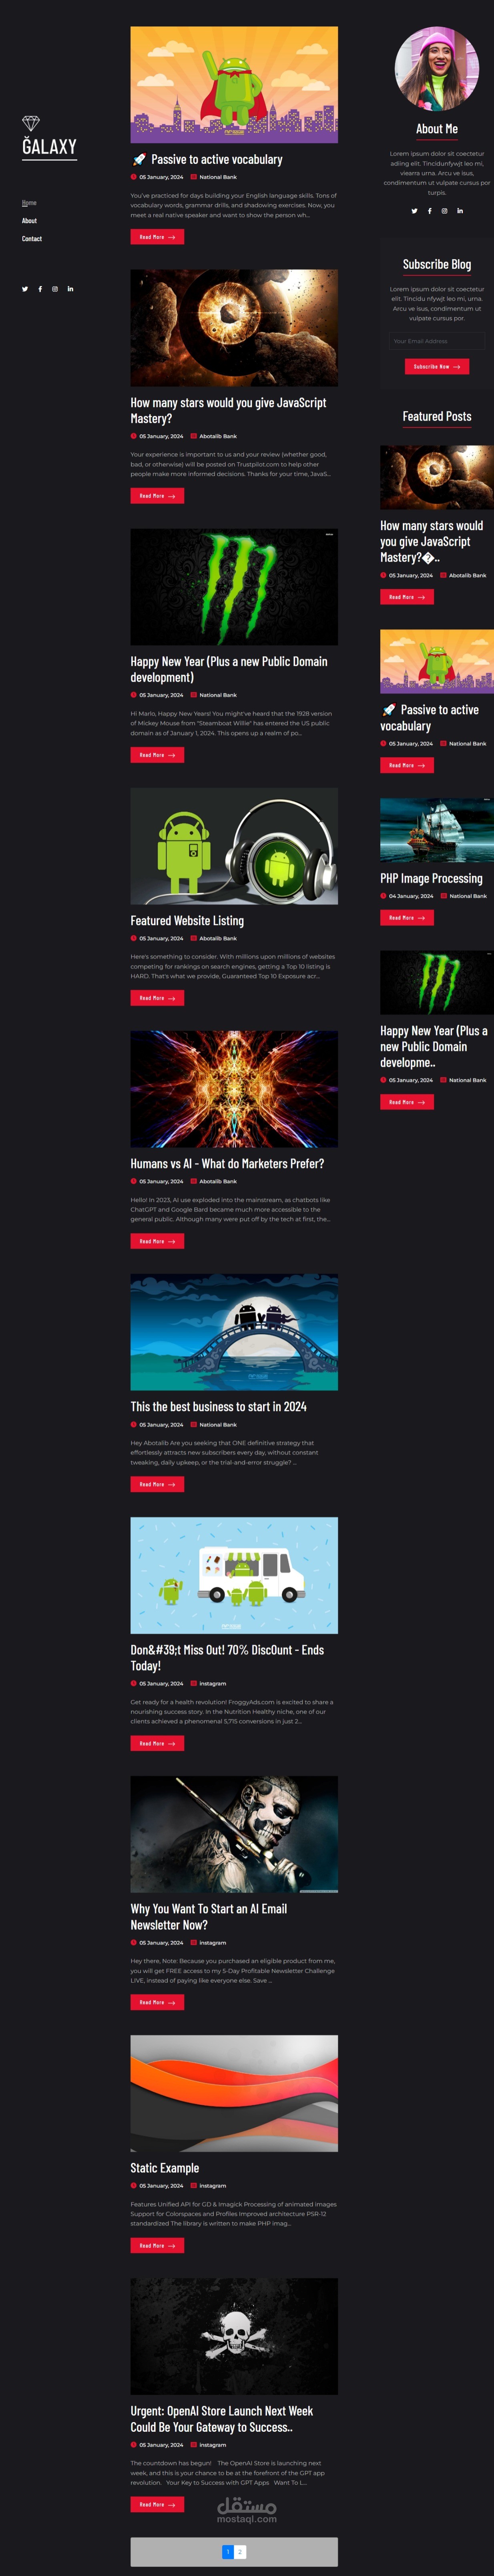 ĞALAXY
Home
About
Contact
🚀 Passive to active vocabulary
05 January, 2024 National Bank
You've practiced for days building your English language skills. Tons of
vocabulary words, grammar drills, and shadowing exercises. Now, you
meet a real native speaker and want to show the person wh...
Read More
How many stars would you give JavaScript
Mastery?
05 January, 2024 Abotalib Bank
Your experience is important to us and your review (whether good,
bad, or otherwise) will be posted on Trustpilot.com to help other
people make more informed decisions. Thanks for your time, JavaS...
Read More
Happy New Year (Plus a new Public Domain
development)
05 January, 2024 National Bank
Hi Marlo, Happy New Years! You might've heard that the 1928 version
of Mickey Mouse from "Steamboat Willie" has entered the US public
domain as of January 1, 2024. This opens up a realm of po...
Read More
Featured Website Listing
05 January, 2024 Abotalib Bank
Here's something to consider. With millions upon millions of websites
competing for rankings on search engines, getting a Top 10 listing is
HARD. That's what we provide, Guaranteed Top 10 Exposure acr...
Read More
Humans vs AI - What do Marketers Prefer?
05 January, 2024 Abotalib Bank
Hello! In 2023, AI use exploded into the mainstream, as chatbots like
ChatGPT and Google Bard became much more accessible to the
general public. Although many were put off by the tech at first, the...
Read More
This the best business to start in 2024
05 January, 2024 National Bank
Hey Abotalib Are you seeking that ONE definitive strategy that
effortlessly attracts new subscribers every day, without constant
tweaking, daily upkeep, or the trial-and-error struggle? ...
Read More
Don&#39;t Miss Out! 70% Disc0unt - Ends
Today!
05 January, 2024 instagram
Get ready for a health revolution! FroggyAds.com is excited to share a
nourishing success story. In the Nutrition Healthy niche, one of our
clients achieved a phenomenal 5,715 conversions in just 2...
Read More
Why You Want To Start an AI Email
Newsletter Now?
05 January, 2024 instagram
Hey there, Note: Because you purchased an eligible product from me,
you will get FREE access to my 5-Day Profitable Newsletter Challenge
LIVE, instead of paying like everyone else. Save ...
Read More
Static Example
05 January, 2024 instagram
Features Unified API for GD & Imagick Processing of animated Images
Support for Colorspaces and Profiles Improved architecture PSR-12
standardized The library is written to make PHP imag...
Read More
Urgent: OpenAI Store Launch Next Week
Could Be Your Gateway to Success..
05 January, 2024 instagram
The countdown has begun! The OpenAI Store is launching next
week, and this is your chance to be at the forefront of the GPT app
revolution. Your Key to Success with GPT Apps Want To L...
Read More
مستقل
mostaql.com
1 2
About Me
Lorem ipsum dolor sit coectetur
adiing elit. Tincidunfywjt leo mi,
viearra urna. Arcu ve isus,
condimentum ut vulpate cursus por
turpis.
Subscribe Blog
Lorem ipsum dolor sit coectetur
elit. Tincidu nfywjt leo mi, urna.
Arcu ve isus, condimentum ut
vulpate cursus por.
Your Email Address
Subscribe Now
Featured Posts
How many stars would
you give JavaScript
Mastery?�..
05 January, 2024 Abotalib Bank
Read More
🚀 Passive to active
vocabulary
05 January, 2024 National Bank
Read More
PHP Image Processing
04 January, 2024 National Bank
Read More
Happy New Year (Plus a
new Public Domain
developme..
05 January, 2024 National Bank
Read More